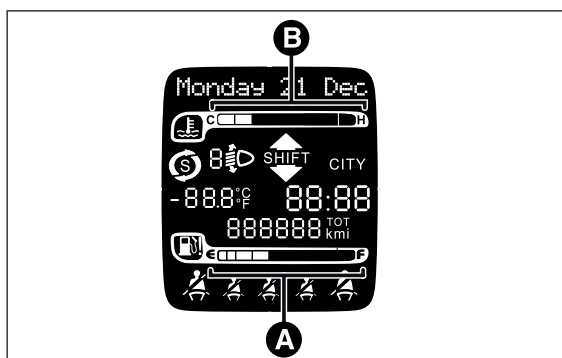 B
Monday 21 Dec
C H
S 8 SHIFT CITY
-88.8 °C °F 88:88
888888 TOT kmi
E F
A